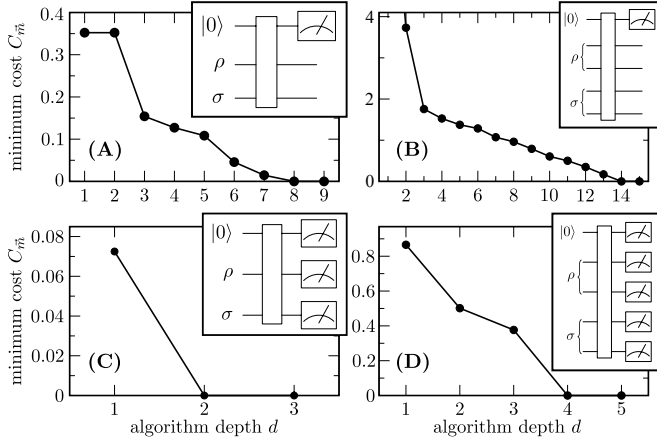 minimum cost C_m⃗
0.4
0.3
0.2
0.1
0
1 2 3 4 5 6 7 8 9
(A)
|0⟩
ρ
σ
4
2
0
2 4 6 8 10 12 14
(B)
|0⟩
ρ
σ
minimum cost C_m⃗
0.08
0.06
0.04
0.02
0
1 2 3
algorithm depth d
(C)
|0⟩
ρ
σ
0.8
0.6
0.4
0.2
0
1 2 3 4 5
algorithm depth d
(D)
|0⟩
ρ
σ